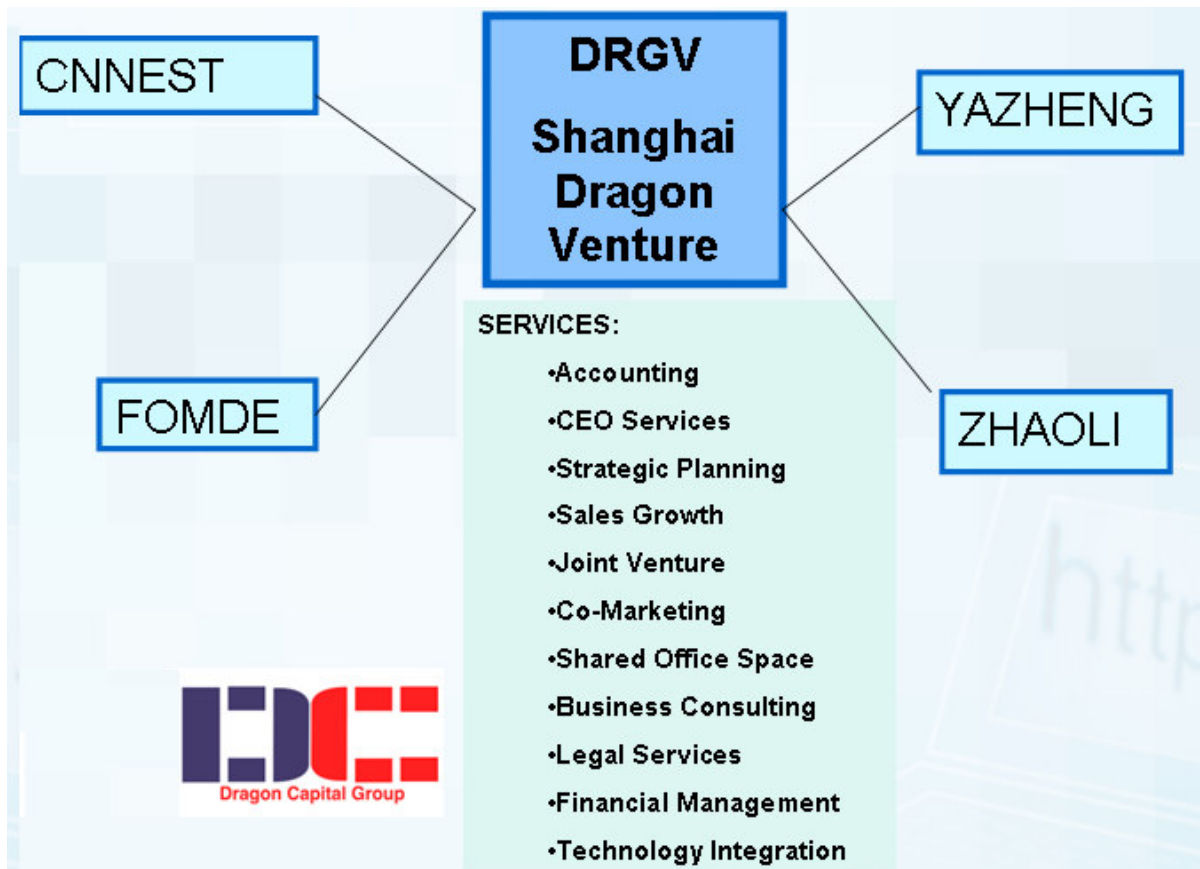 CNNEST
DRGV
Shanghai
Dragon
Venture
YAZHENG
FOMDE
ZHAOLI
SERVICES:
•Accounting
•CEO Services
•Strategic Planning
•Sales Growth
•Joint Venture
•Co-Marketing
•Shared Office Space
•Business Consulting
•Legal Services
•Financial Management
•Technology Integration
DC
Dragon Capital Group
http